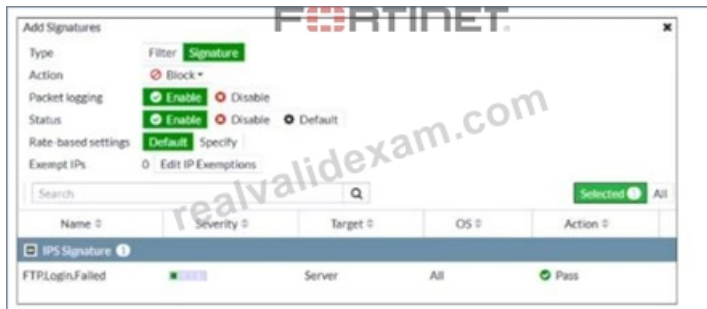 FORTINET
Add Signatures
Type Filter Signature
Action Block
Packet logging Enable Disable
Status Enable Disable Default
Rate-based settings Default Specify
Exempt IPs 0 Edit IP Exemptions
Search Selected 1 All
Name Severity Target OS Action
IPS Signature 1
FTP.Login.Failed Server All Pass
realvalidexam.com